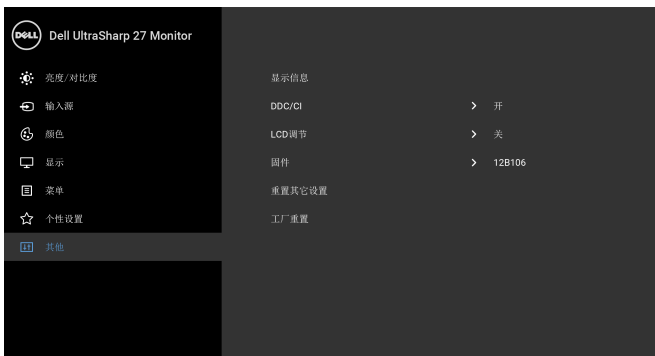 DELL Dell UltraSharp 27 Monitor
亮度/对比度 显示信息
输入源 DDC/CI 开
颜色 LCD调节 关
显示 固件 12B106
菜单 重置其它设置
个性设置 工厂重置
其他